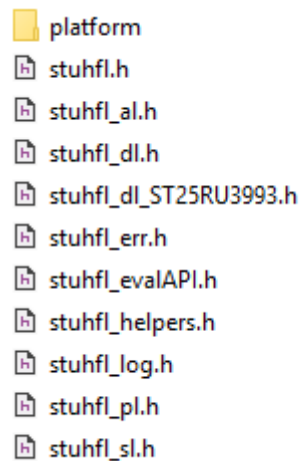 platform
stuhfl.h
stuhfl_al.h
stuhfl_dl.h
stuhfl_dl_ST25RU3993.h
stuhfl_err.h
stuhfl_evalAPI.h
stuhfl_helpers.h
stuhfl_log.h
stuhfl_pl.h
stuhfl_sl.h